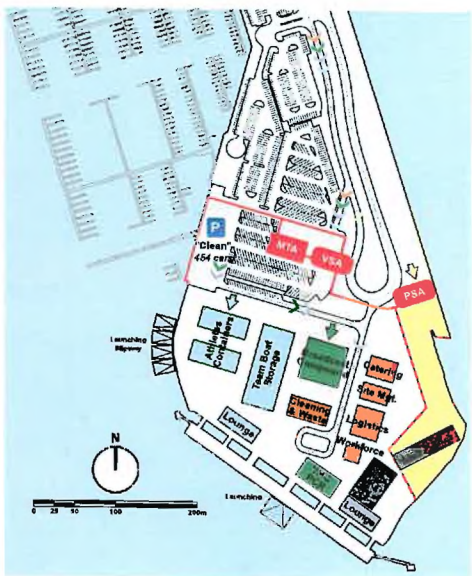 P
"Clean"
454 cars
MTA
VSA
PSA
Launching
Slipway
Athletes
Containers
Team Boat
Storage
Catering
Site Mgt.
Cleaning
& Waste
Logistics
Workforce
Lounge
Lounge
N
Launching
0 25 50 100 200m